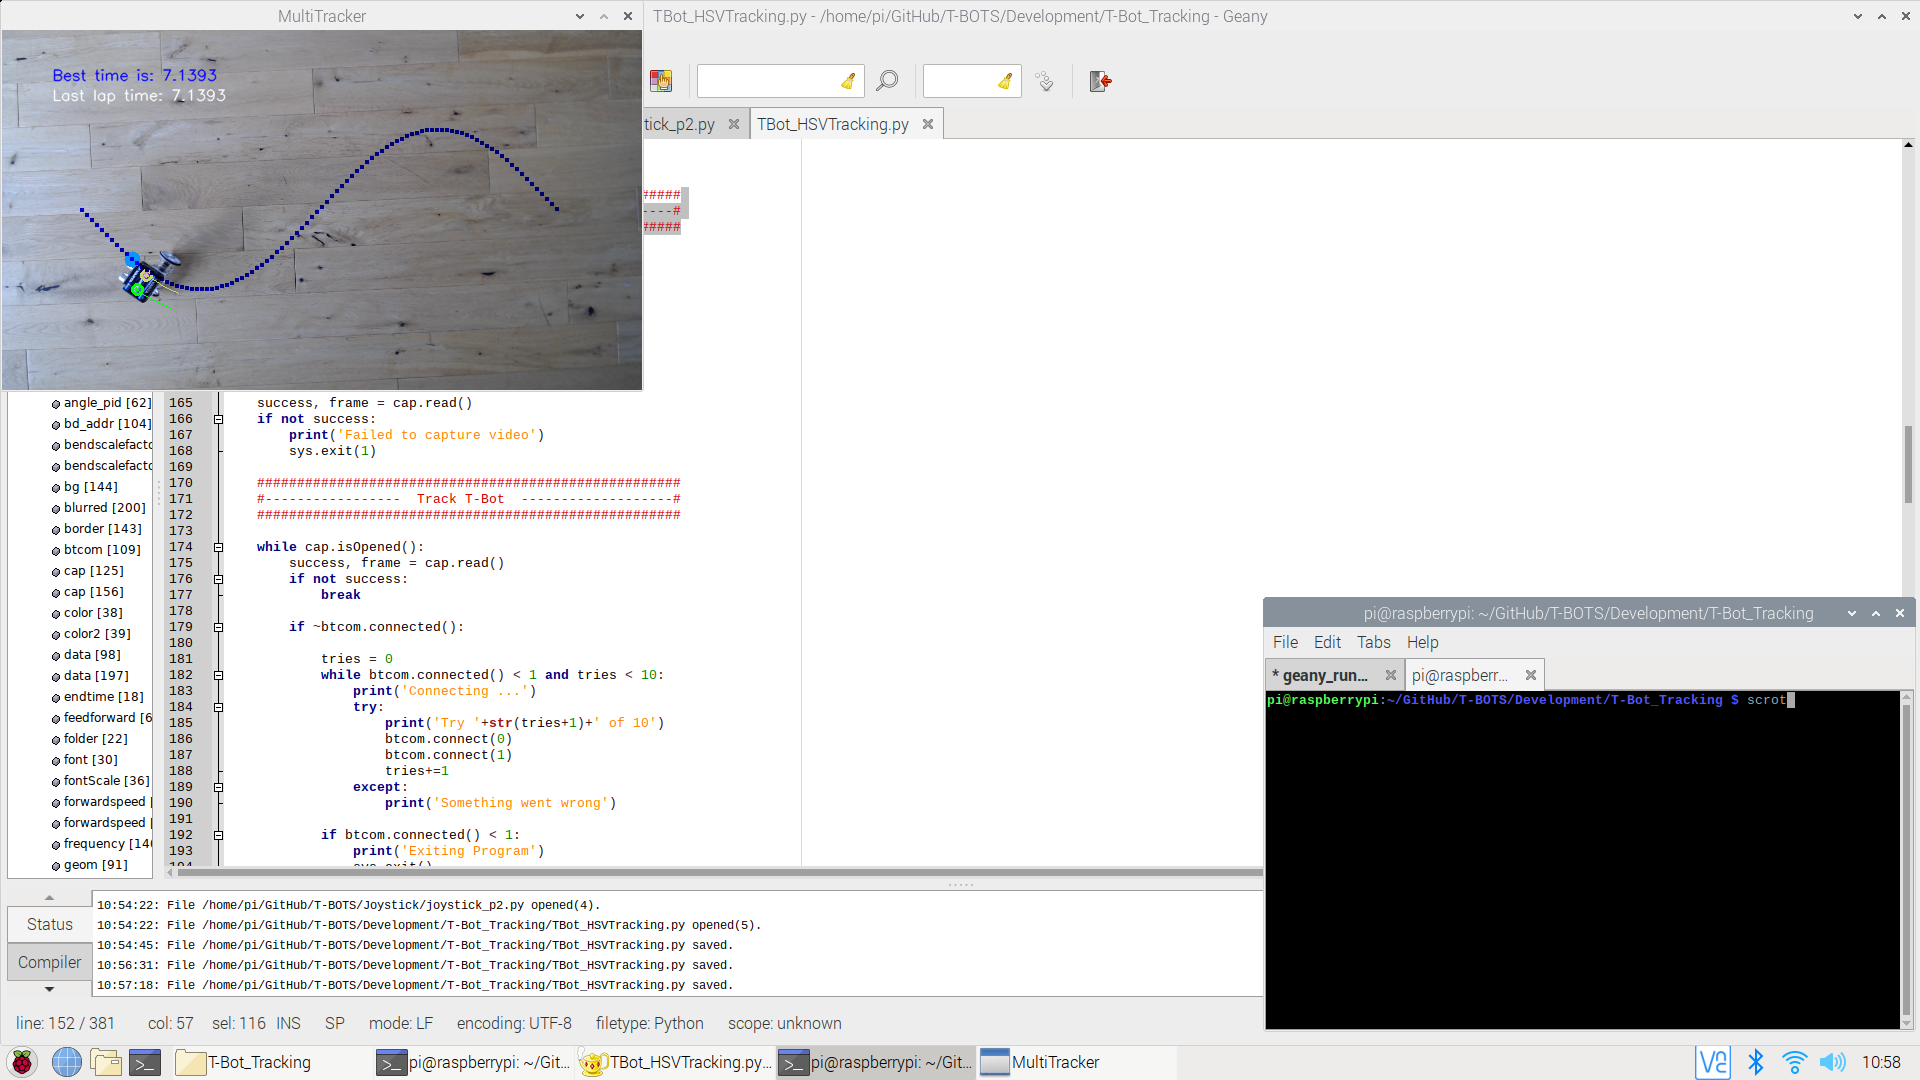 MultiTracker
TBot_HSVTracking.py - /home/pi/GitHub/T-BOTS/Development/T-Bot_Tracking - Geany
Best time is: 7.1393
Last lap time: 7.1393
tick_p2.py
TBot_HSVTracking.py
#####
----#
#####
angle_pid [62]
bd_addr [104]
bendscalefacto
bendscalefacto
bg [144]
blurred [200]
border [143]
btcom [109]
cap [125]
cap [156]
color [38]
color2 [39]
data [98]
data [197]
endtime [18]
feedforward [6
folder [22]
font [30]
fontScale [36]
forwardspeed [
forwardspeed [
frequency [14
geom [91]
165 success, frame = cap.read()
166 if not success:
167 print('Failed to capture video')
168 sys.exit(1)
169
170 #####################################################
171 #----------------- Track T-Bot -------------------#
172 #####################################################
173
174 while cap.isOpened():
175 success, frame = cap.read()
176 if not success:
177 break
178
179 if ~btcom.connected():
180
181 tries = 0
182 while btcom.connected() < 1 and tries < 10:
183 print('Connecting ...')
184 try:
185 print('Try '+str(tries+1)+' of 10')
186 btcom.connect(0)
187 btcom.connect(1)
188 tries+=1
189 except:
190 print('Something went wrong')
191
192 if btcom.connected() < 1:
193 print('Exiting Program')
194 sys.exit()
pi@raspberrypi: ~/GitHub/T-BOTS/Development/T-Bot_Tracking
File Edit Tabs Help
* geany_run...
pi@raspberr...
pi@raspberrypi:~/GitHub/T-BOTS/Development/T-Bot_Tracking $ scrot
Status
Compiler
10:54:22: File /home/pi/GitHub/T-BOTS/Joystick/joystick_p2.py opened(4).
10:54:22: File /home/pi/GitHub/T-BOTS/Development/T-Bot_Tracking/TBot_HSVTracking.py opened(5).
10:54:45: File /home/pi/GitHub/T-BOTS/Development/T-Bot_Tracking/TBot_HSVTracking.py saved.
10:56:31: File /home/pi/GitHub/T-BOTS/Development/T-Bot_Tracking/TBot_HSVTracking.py saved.
10:57:18: File /home/pi/GitHub/T-BOTS/Development/T-Bot_Tracking/TBot_HSVTracking.py saved.
line: 152 / 381 col: 57 sel: 116 INS SP mode: LF encoding: UTF-8 filetype: Python scope: unknown
T-Bot_Tracking
pi@raspberrypi: ~/Git...
TBot_HSVTracking.py...
pi@raspberrypi: ~/Git...
MultiTracker
10:58